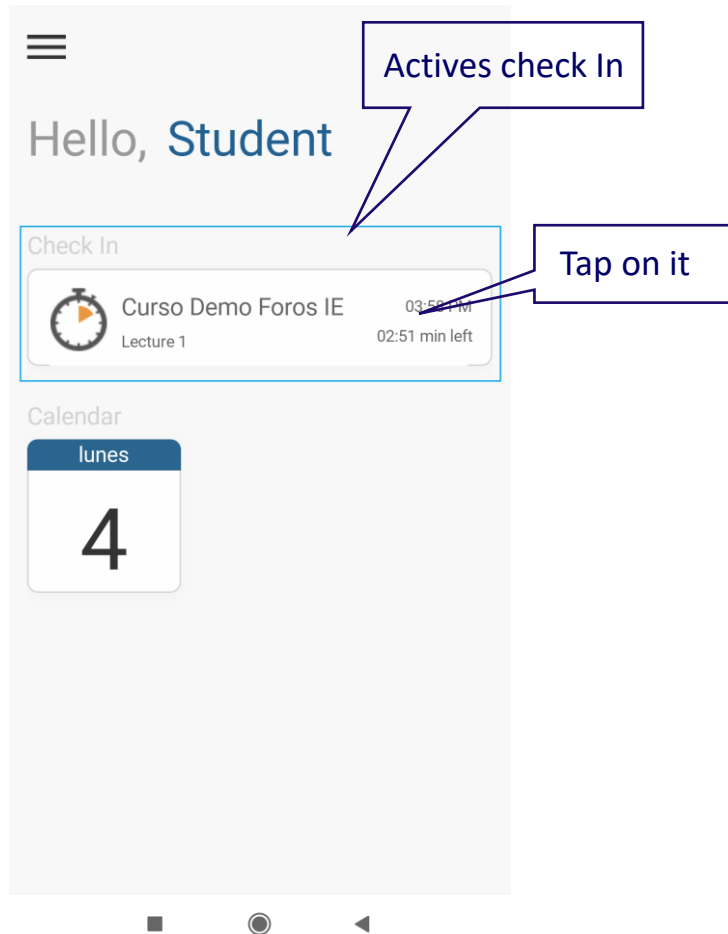 Actives check In
Hello, Student
Check In
Tap on it
Curso Demo Foros IE
Lecture 1
PM
02:51 min left
Calendar
lunes
4